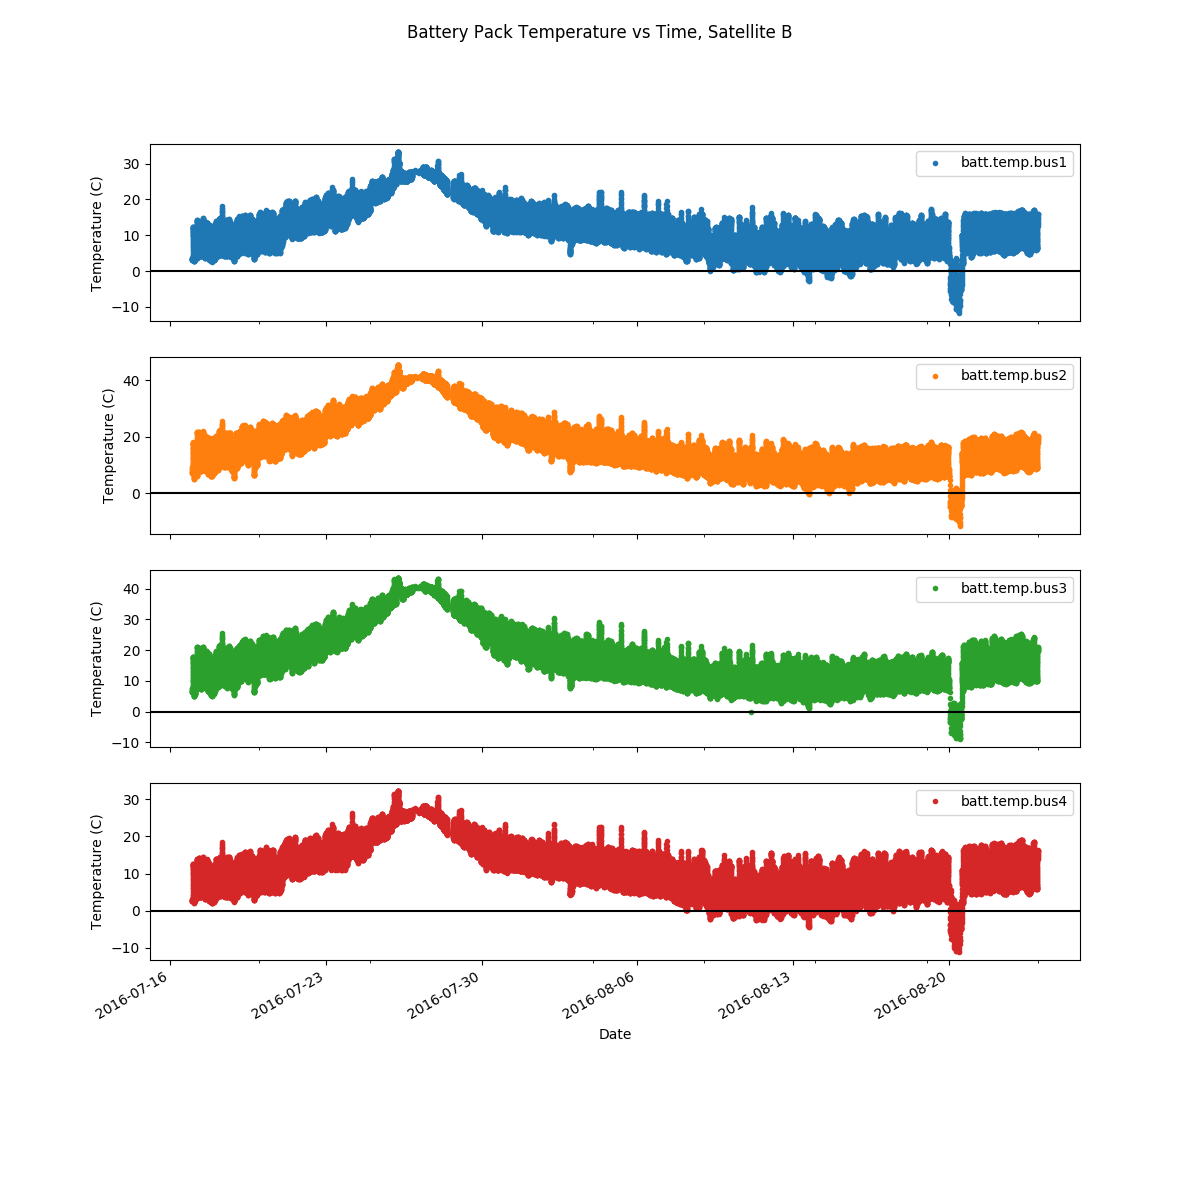 Battery Pack Temperature vs Time, Satellite B
30
20
10
0
−10
Temperature (C)
batt.temp.bus1
40
20
0
Temperature (C)
batt.temp.bus2
40
30
20
10
0
−10
Temperature (C)
batt.temp.bus3
30
20
10
0
−10
Temperature (C)
batt.temp.bus4
2016-07-16
2016-07-23
2016-07-30
2016-08-06
2016-08-13
2016-08-20
Date